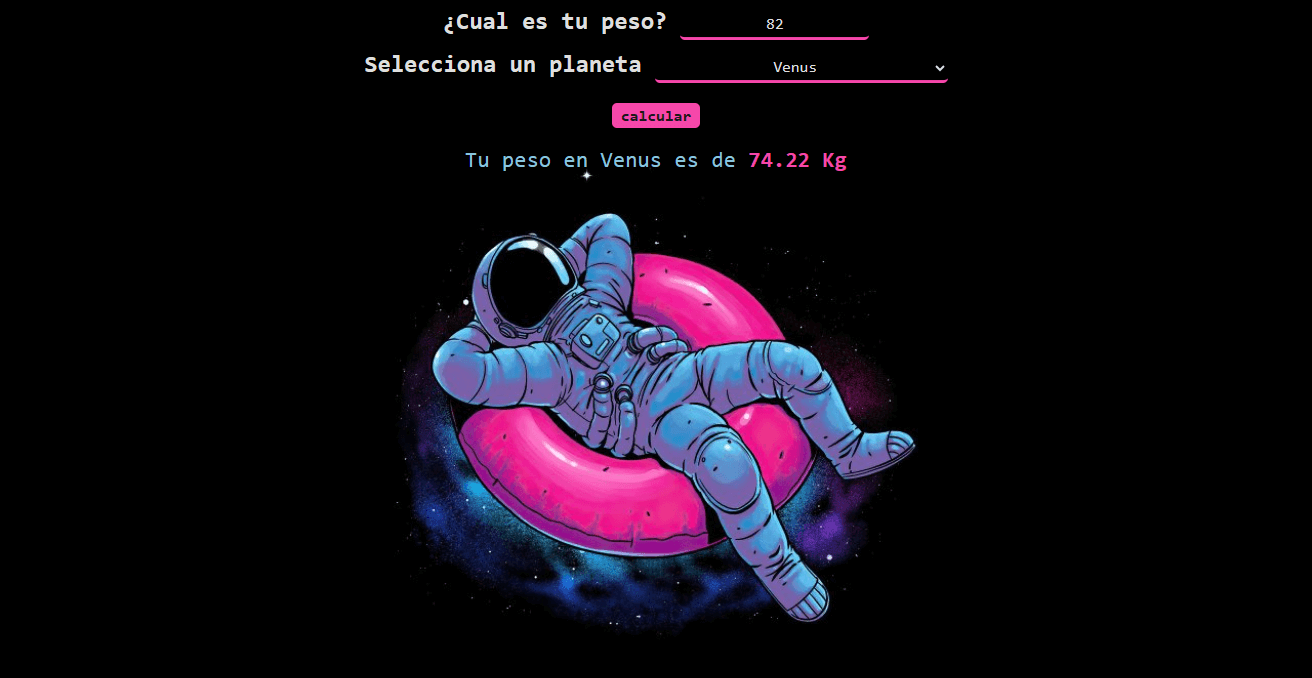 ¿Cual es tu peso? 82
Selecciona un planeta Venus
calcular
Tu peso en Venus es de 74.22 Kg